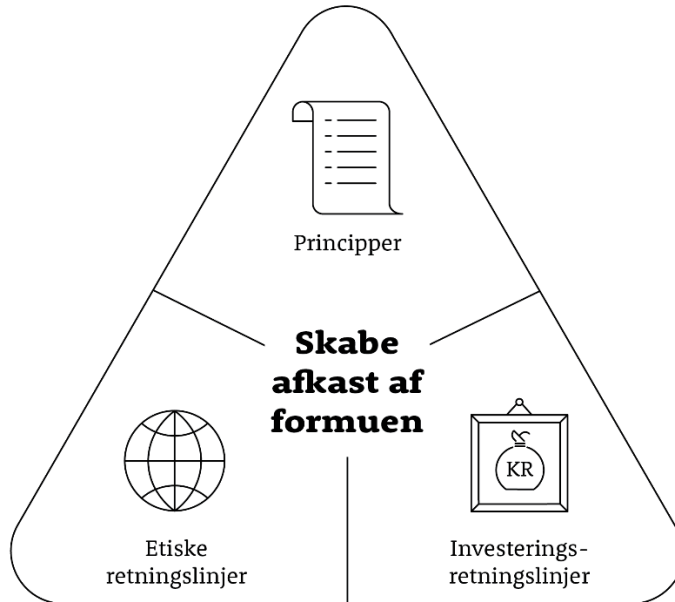 Principper
Skabe
afkast af
formuen
KR
Etiske
retningslinjer
Investerings-
retningslinjer